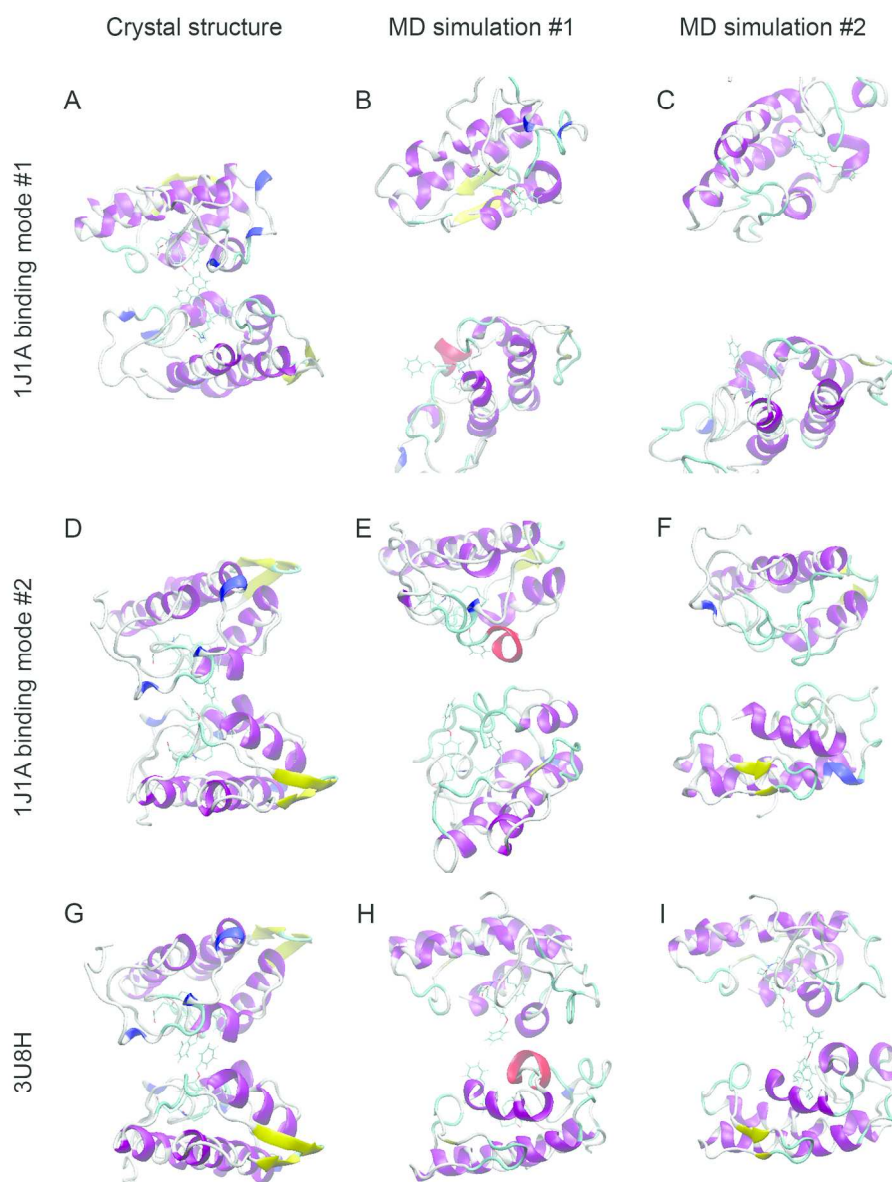 Crystal structure MD simulation #1 MD simulation #2
A B C
1J1A binding mode #1
D E F
1J1A binding mode #2
G H I
3U8H